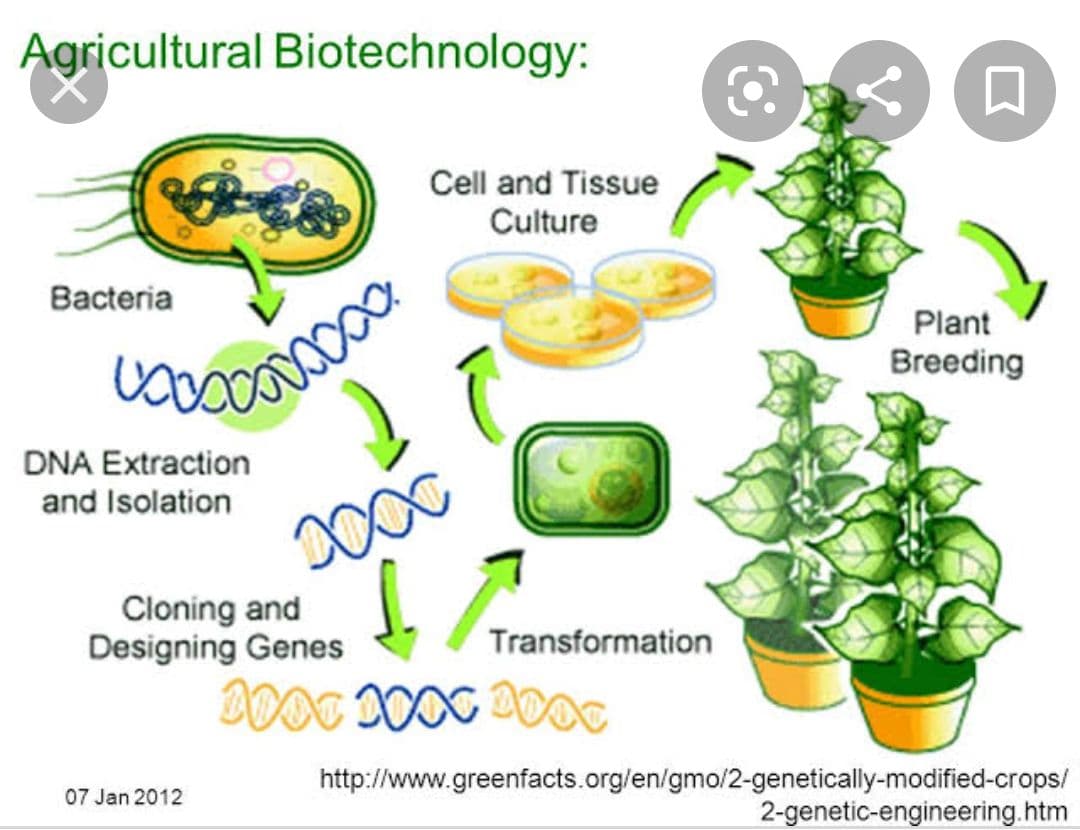 Agricultural Biotechnology:
Cell and Tissue
Culture
Bacteria
Plant
Breeding
DNA Extraction
and Isolation
Cloning and
Designing Genes
Transformation
07 Jan 2012
http://www.greenfacts.org/en/gmo/2-genetically-modified-crops/
2-genetic-engineering.htm